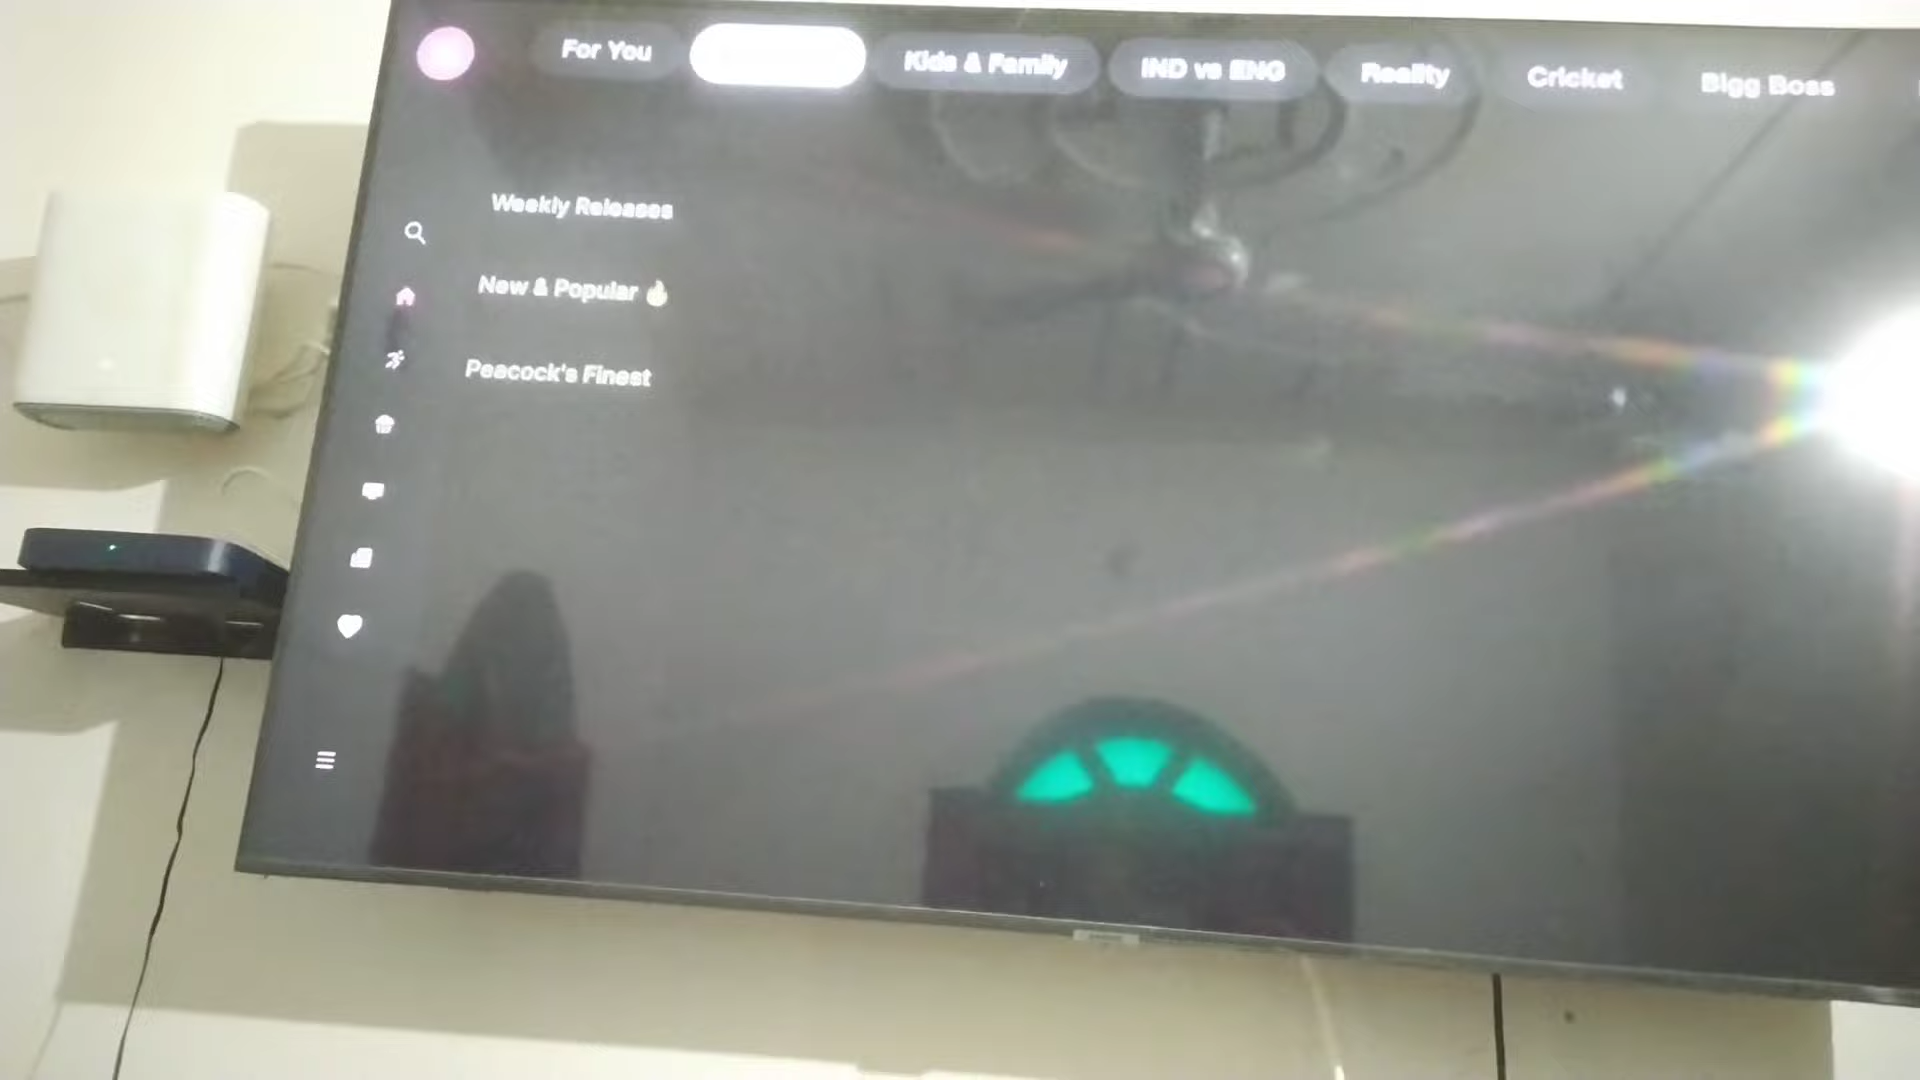 For You
Kids & Family
IND vs ENG
Reality
Cricket
Bigg Boss
Weekly Releases
New & Popular 🔥
Peacock's Finest